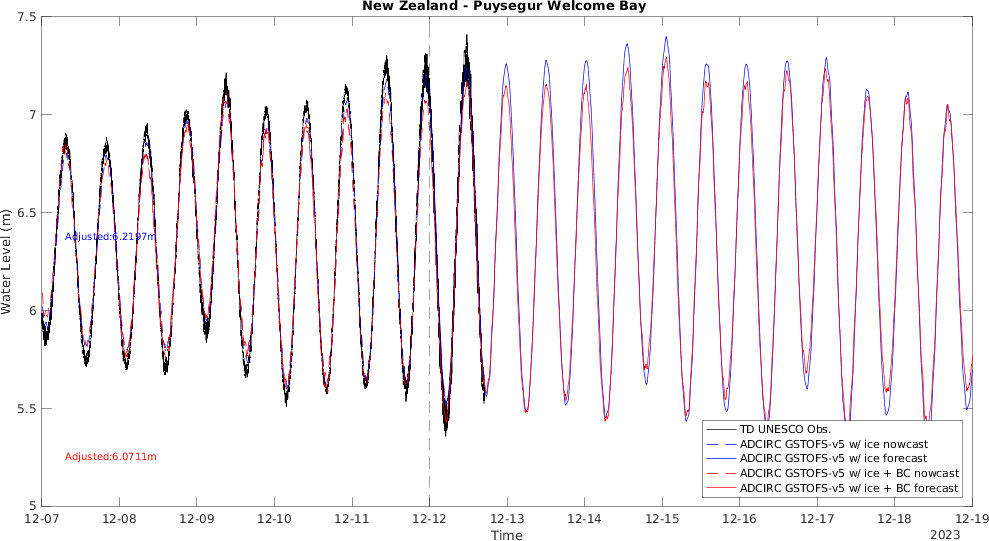 New Zealand - Puysegur Welcome Bay
7.5
7
6.5
6
5.5
5
Water Level (m)
Adjusted:6.2197m
Adjusted:6.0711m
TD UNESCO Obs.
ADCIRC GSTOFS-v5 w/ ice nowcast
ADCIRC GSTOFS-v5 w/ ice forecast
ADCIRC GSTOFS-v5 w/ ice + BC nowcast
ADCIRC GSTOFS-v5 w/ ice + BC forecast
12-07 12-08 12-09 12-10 12-11 12-12 12-13 12-14 12-15 12-16 12-17 12-18 12-19
Time
2023